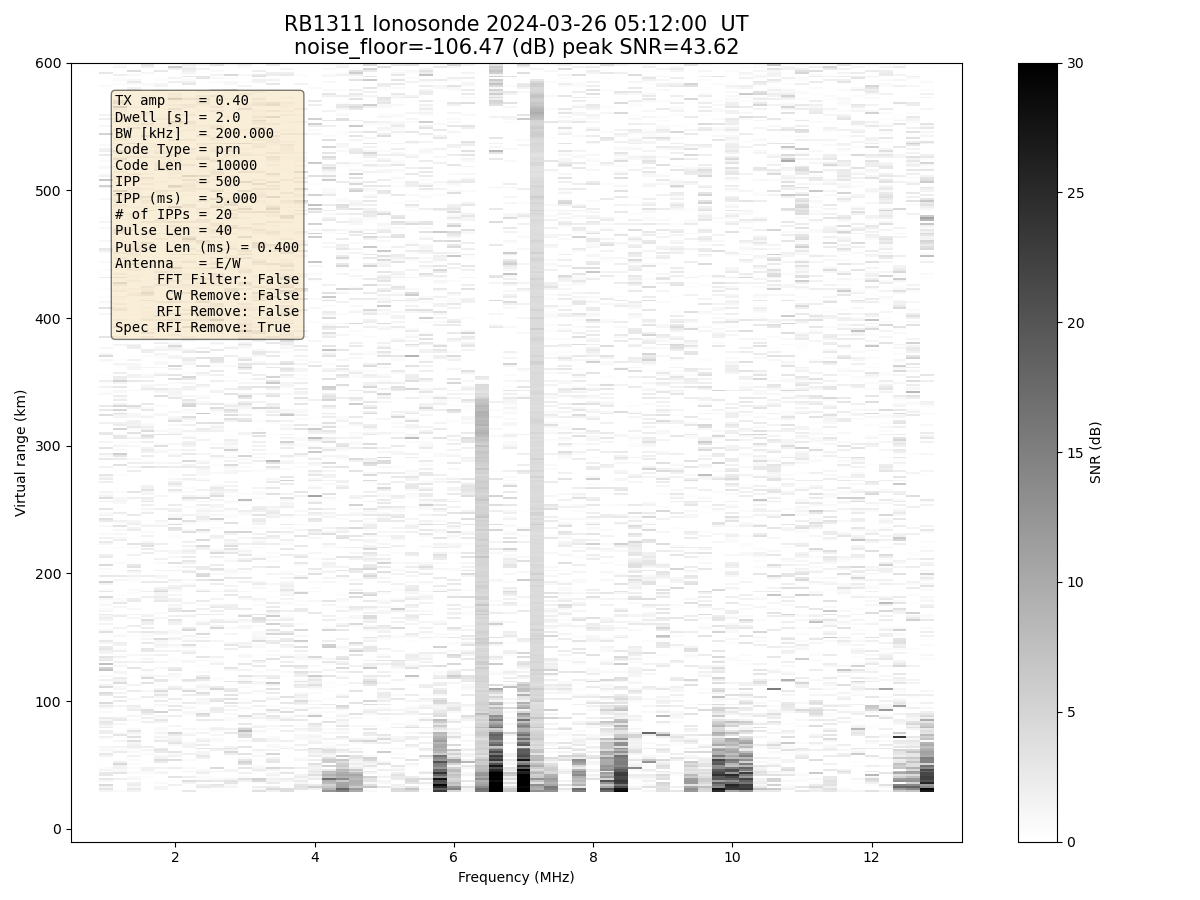 RB1311 Ionosonde 2024-03-26 05:12:00  UT
noise_floor=-106.47 (dB) peak SNR=43.62
TX amp    = 0.40
Dwell [s] = 2.0
BW [kHz]  = 200.000
Code Type = prn
Code Len  = 10000
IPP       = 500
IPP (ms)  = 5.000
# of IPPs = 20
Pulse Len = 40
Pulse Len (ms) = 0.400
Antenna   = E/W
FFT Filter: False
CW Remove: False
RFI Remove: False
Spec RFI Remove: True
600
500
400
300
200
100
0
Virtual range (km)
2 4 6 8 10 12
Frequency (MHz)
30
25
20
15
10
5
0
SNR (dB)